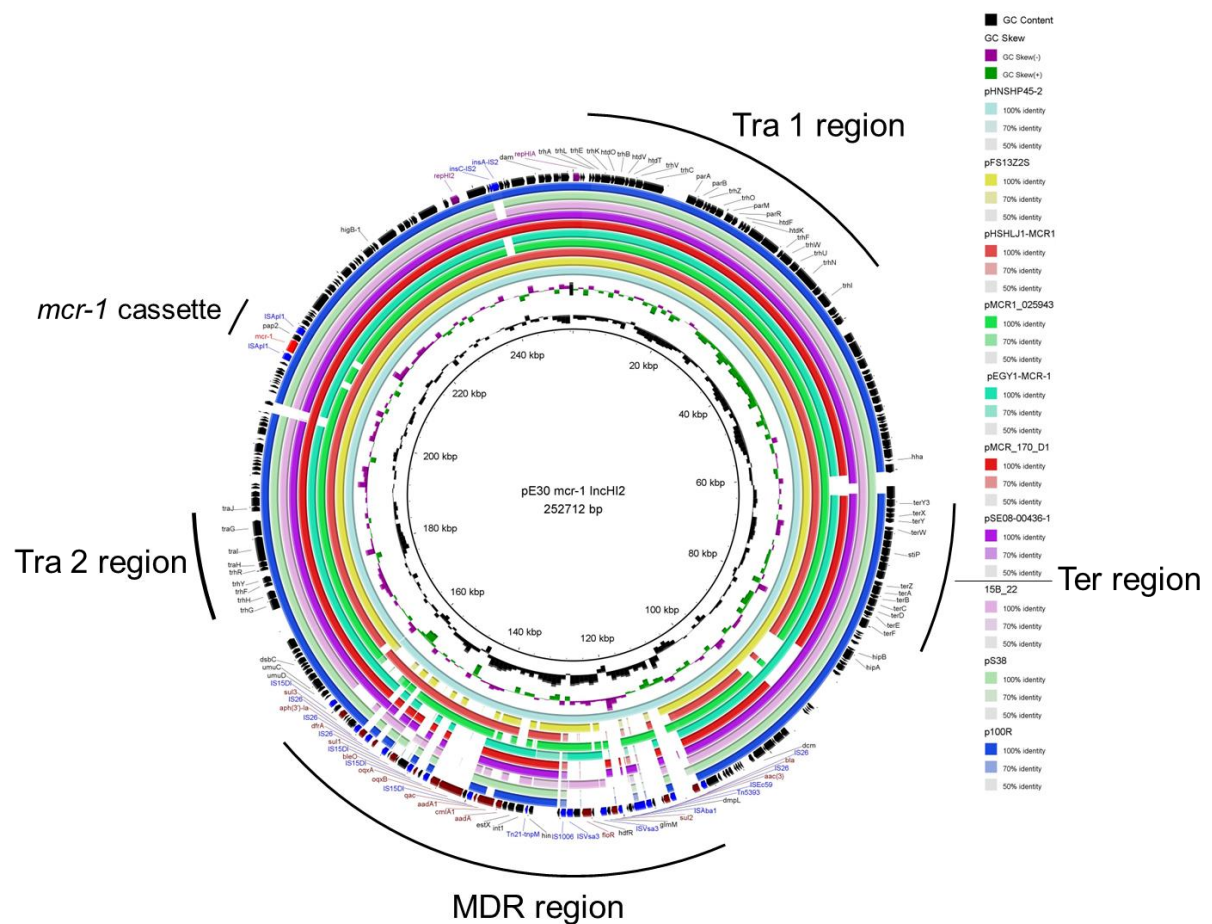 GC Content
GC Skew
GC Skew(-)
GC Skew(+)
pHNSHP45-2
100% identity
70% identity
50% identity
pFS13Z2S
100% identity
70% identity
50% identity
pHSHLJ1-MCR1
100% identity
70% identity
50% identity
pMCR1_025943
100% identity
70% identity
50% identity
pEGY1-MCR-1
100% identity
70% identity
50% identity
pMCR_170_D1
100% identity
70% identity
50% identity
pSE08-00436-1
100% identity
70% identity
50% identity
15B_22
100% identity
70% identity
50% identity
pS38
100% identity
70% identity
50% identity
p100R
100% identity
70% identity
50% identity
Tra 1 region
Ter region
MDR region
Tra 2 region
mcr-1 cassette
pE30 mcr-1 IncHI2
252712 bp
20 kbp
40 kbp
60 kbp
80 kbp
100 kbp
120 kbp
140 kbp
160 kbp
180 kbp
200 kbp
220 kbp
240 kbp
repHI2
insC-IS2
insA-IS2
dam
repHIA
trhA
trhL
trhE
trhK
htdO
trhB
htdV
htdT
trhV
trhC
parA
parB
trhZ
trhO
parM
parR
htdF
htdK
trhF
trhW
trhU
trhN
trhI
hha
terY3
terX
terY
terW
stiP
terZ
terA
terB
terC
terD
terE
terF
hipB
hipA
dcm
IS26
bla
IS26
aac(3)
ISEc59
Tn5393
dmpL
ISAba1
sul2
glmM
ISVsa3
hdfR
floR
ISVsa3
IS1006
hin
Tn21-tnpM
int1
estX
aadA
cmlA1
aadA1
qac
IS15DI
oqxB
oqxA
IS15DI
bleO
IS15DI
sul1
IS26
dfrA
IS26
aph(3')-Ia
IS26
sul3
IS15DI
umuD
umuC
dsbC
trhG
trhH
trhF
trhY
trhR
traH
traI
traG
traJ
ISApl1
mcr-1
pap2
ISApl1
higB-1